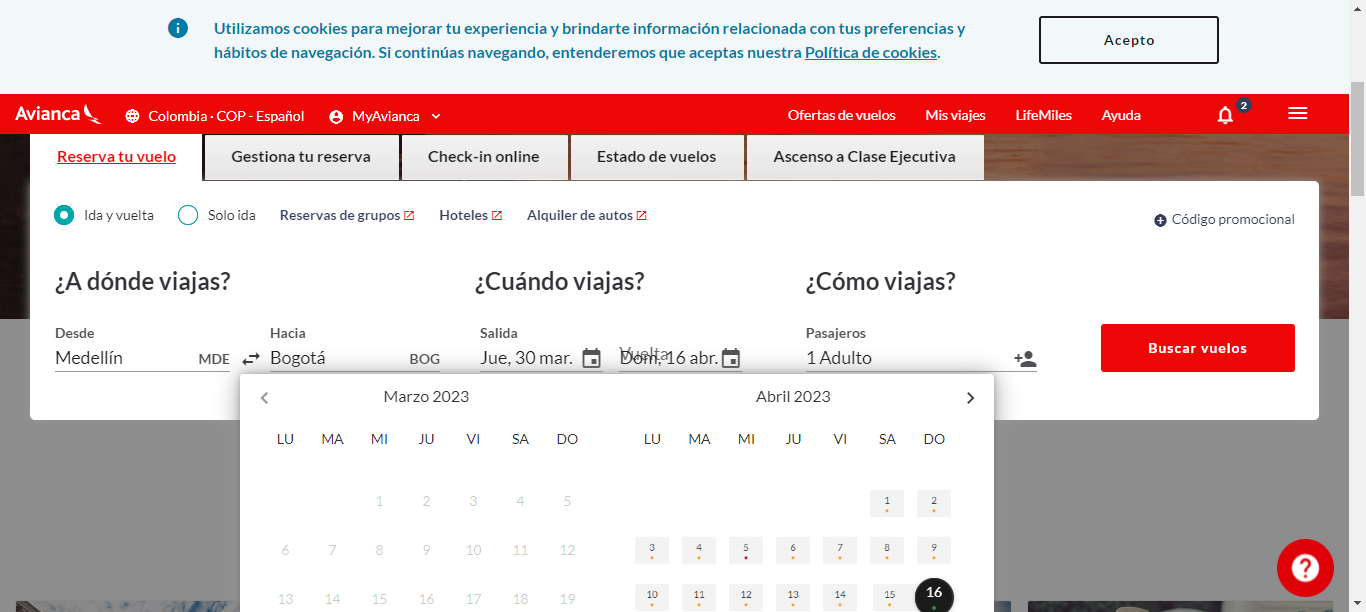 Utilizamos cookies para mejorar tu experiencia y brindarte información relacionada con tus preferencias y
hábitos de navegación. Si continúas navegando, entenderemos que aceptas nuestra Política de cookies.
Acepto
Avianca
Colombia · COP - Español
MyAvianca
Ofertas de vuelos
Mis viajes
LifeMiles
Ayuda
2
Reserva tu vuelo
Gestiona tu reserva
Check-in online
Estado de vuelos
Ascenso a Clase Ejecutiva
Ida y vuelta
Solo ida
Reservas de grupos
Hoteles
Alquiler de autos
Código promocional
¿A dónde viajas?
¿Cuándo viajas?
¿Cómo viajas?
Desde
Hacia
Salida
Pasajeros
Medellín MDE
Bogotá BOG
Jue, 30 mar.
Vuelta
Dom, 16 abr.
1 Adulto
Buscar vuelos
Marzo 2023
LU MA MI JU VI SA DO
1 2 3 4 5
6 7 8 9 10 11 12
13 14 15 16 17 18 19
Abril 2023
LU MA MI JU VI SA DO
1 2
3 4 5 6 7 8 9
10 11 12 13 14 15 16
?